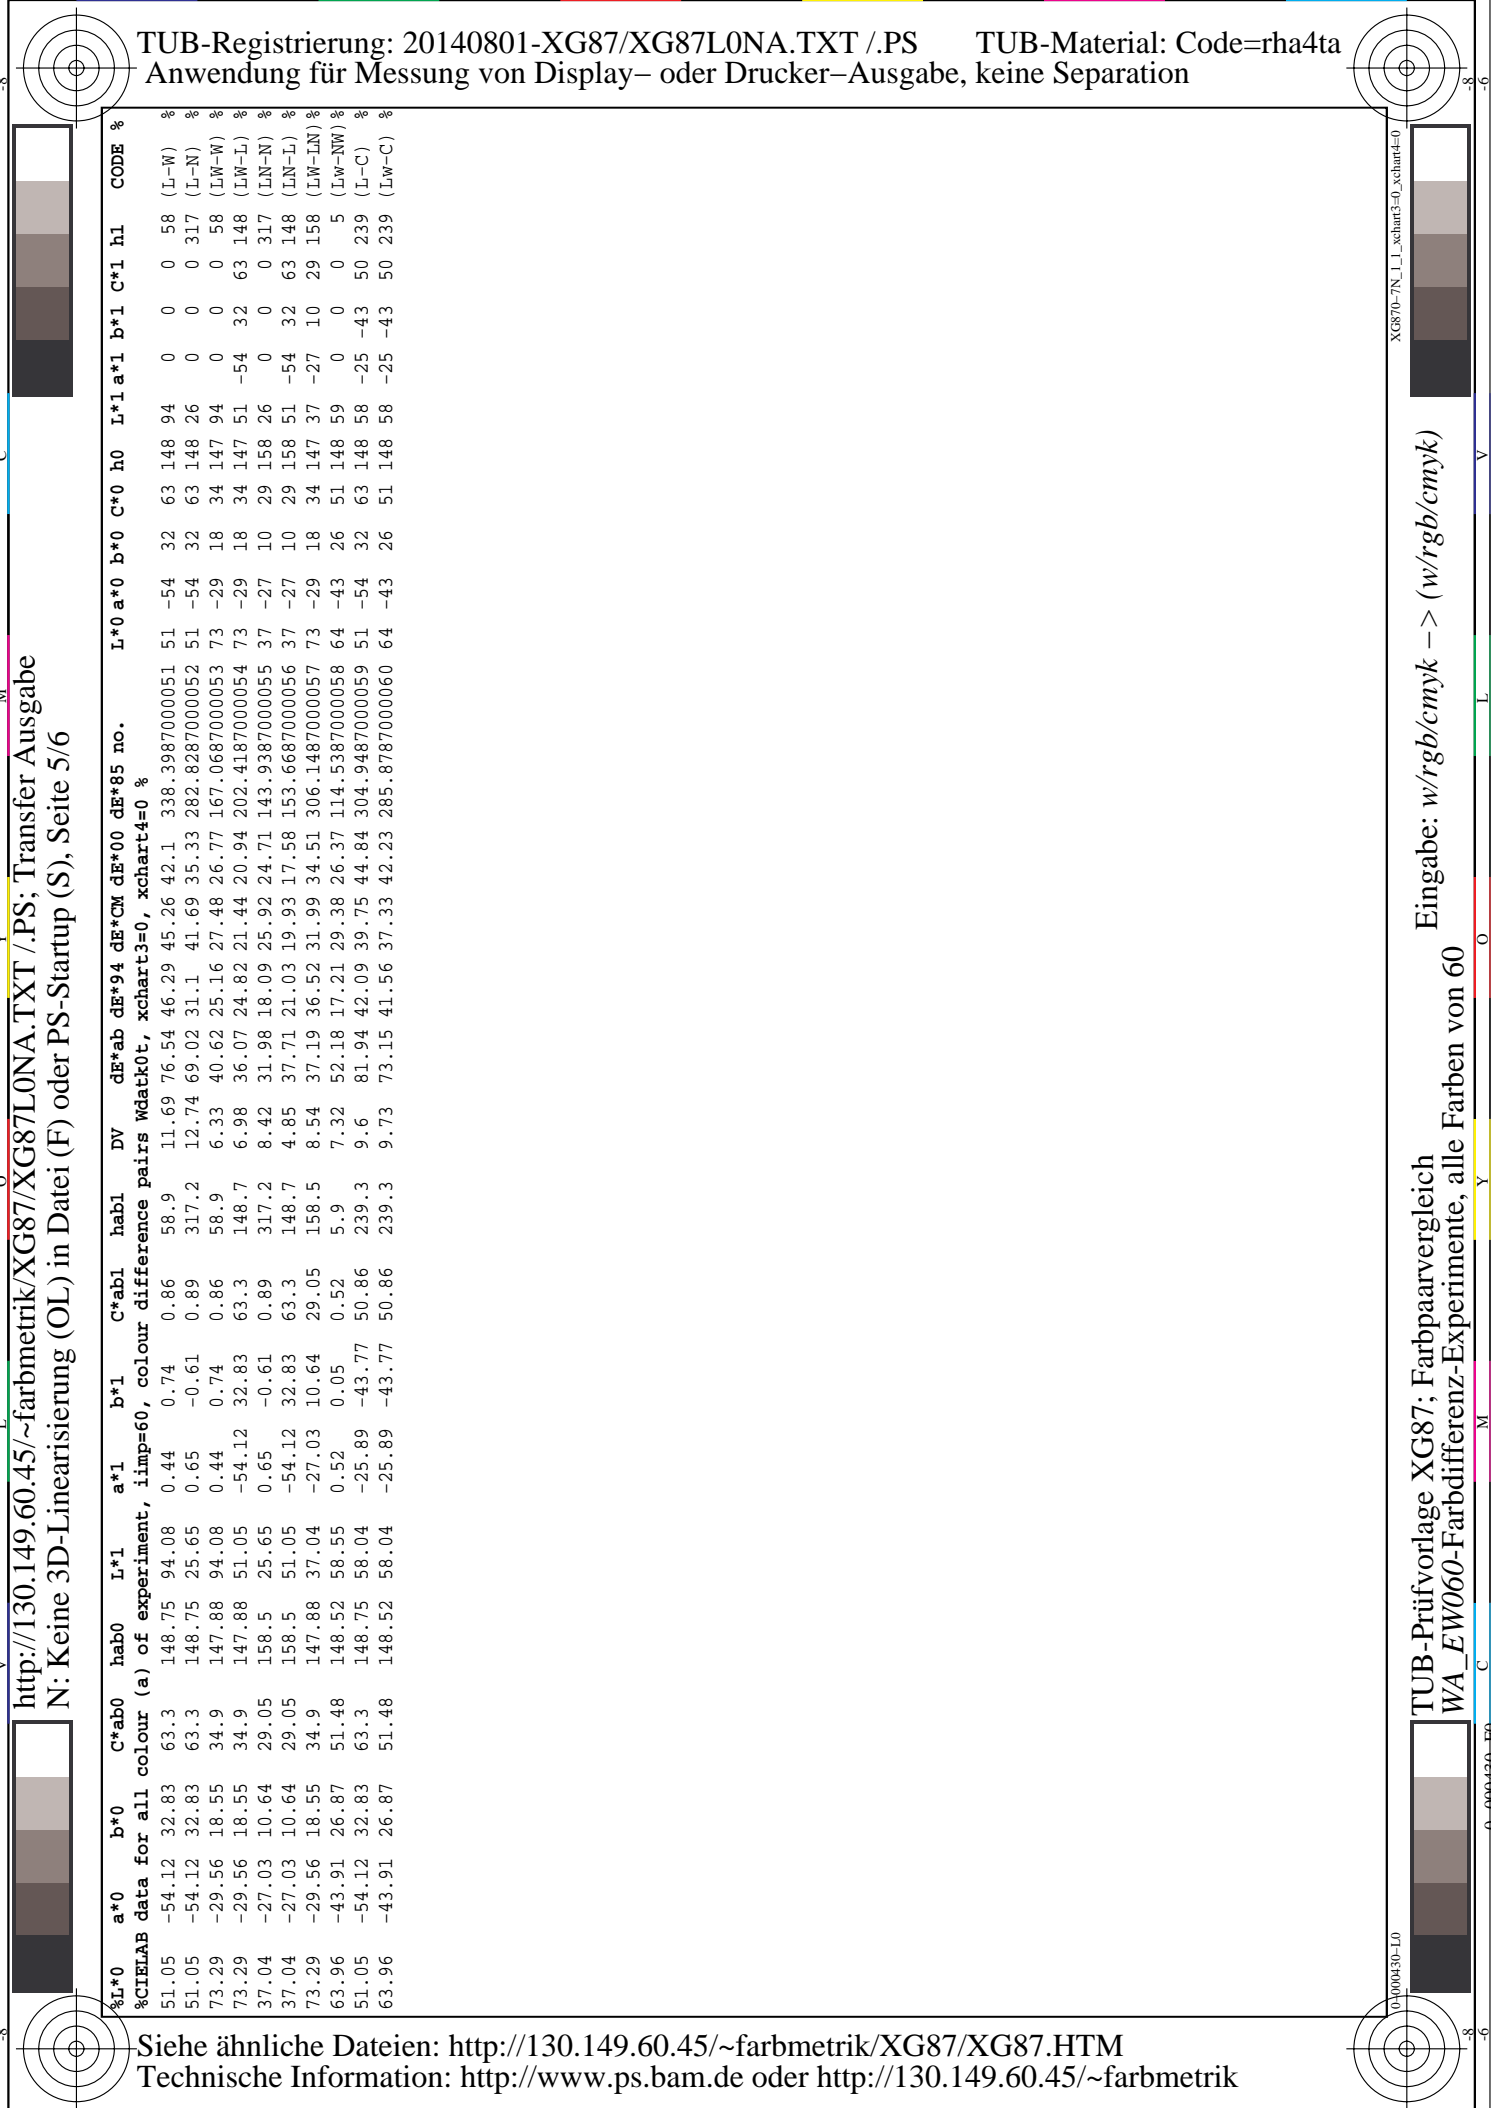 TUB-Registrierung: 20140801-XG87/XG87L0NA.TXT /.PS TUB-Material: Code=rha4ta
Anwendung für Messung von Display− oder Drucker−Ausgabe, keine Separation
http://130.149.60.45/~farbmetrik/XG87/XG87L0NA.TXT /.PS; Transfer Ausgabe
N: Keine 3D-Linearisierung (OL) in Datei (F) oder PS-Startup (S), Seite 5/6
%L*0 a*0 b*0 C*ab0 hab0 L*1 a*1 b*1 C*ab1 hab1 DV dE*ab dE*94 dE*CM dE*00 dE*85 no. L*0 a*0 b*0 C*0 h0 L*1 a*1 b*1 C*1 h1 CODE %
%CIELAB data for all colour (a) of experiment, iimp=60, colour difference pairs Wdatk0t, xchart3=0, xchart4=0 %
51.05 −54.12 32.83 63.3 148.75 94.08 0.44 0.74 0.86 58.9 11.69 76.54 46.29 45.26 42.1 338.3987000051 51 −54 32 63 148 94 0 0 0 58 (L−W) %
51.05 −54.12 32.83 63.3 148.75 25.65 0.65 −0.61 0.89 317.2 12.74 69.02 31.1 41.69 35.33 282.8287000052 51 −54 32 63 148 26 0 0 0 317 (L−N) %
73.29 −29.56 18.55 34.9 147.88 94.08 0.44 0.74 0.86 58.9 6.33 40.62 25.16 27.48 26.77 167.0687000053 73 −29 18 34 147 94 0 0 0 58 (LW−W) %
73.29 −29.56 18.55 34.9 147.88 51.05 −54.12 32.83 63.3 148.7 6.98 36.07 24.82 21.44 20.94 202.4187000054 73 −29 18 34 147 51 −54 32 63 148 (LW−L) %
37.04 −27.03 10.64 29.05 158.5 25.65 0.65 −0.61 0.89 317.2 8.42 31.98 18.09 25.92 24.71 143.9387000055 37 −27 10 29 158 26 0 0 0 317 (LN−N) %
37.04 −27.03 10.64 29.05 158.5 51.05 −54.12 32.83 63.3 148.7 4.85 37.71 21.03 19.93 17.58 153.6687000056 37 −27 10 29 158 51 −54 32 63 148 (LN−L) %
73.29 −29.56 18.55 34.9 147.88 37.04 −27.03 10.64 29.05 158.5 8.54 37.19 36.52 31.99 34.51 306.1487000057 73 −29 18 34 147 37 −27 10 29 158 (LW−LN) %
63.96 −43.91 26.87 51.48 148.52 58.55 0.52 0.05 0.52 5.9 7.32 52.18 17.21 29.38 26.37 114.5387000058 64 −43 26 51 148 59 0 0 0 5 (Lw−NW) %
51.05 −54.12 32.83 63.3 148.75 58.04 −25.89 −43.77 50.86 239.3 9.6 81.94 42.09 39.75 44.84 304.9487000059 51 −54 32 63 148 58 −25 −43 50 239 (L−C) %
63.96 −43.91 26.87 51.48 148.52 58.04 −25.89 −43.77 50.86 239.3 9.73 73.15 41.56 37.33 42.23 285.8787000060 64 −43 26 51 148 58 −25 −43 50 239 (Lw−C) %
XG870−7N_1_1_xchart3=0_xchart4=0
0−000430−L0
TUB-Prüfvorlage XG87; Farbpaarvergleich Eingabe: w/rgb/cmyk −> (w/rgb/cmyk)
WA_EW060-Farbdifferenz-Experimente, alle Farben von 60
Siehe ähnliche Dateien: http://130.149.60.45/~farbmetrik/XG87/XG87.HTM
Technische Information: http://www.ps.bam.de oder http://130.149.60.45/~farbmetrik